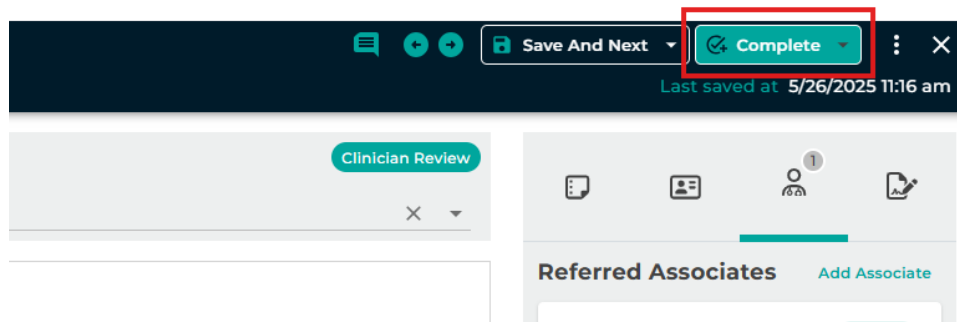 Save And Next
Complete
Last saved at 5/26/2025 11:16 am
Clinician Review
1
Referred Associates
Add Associate